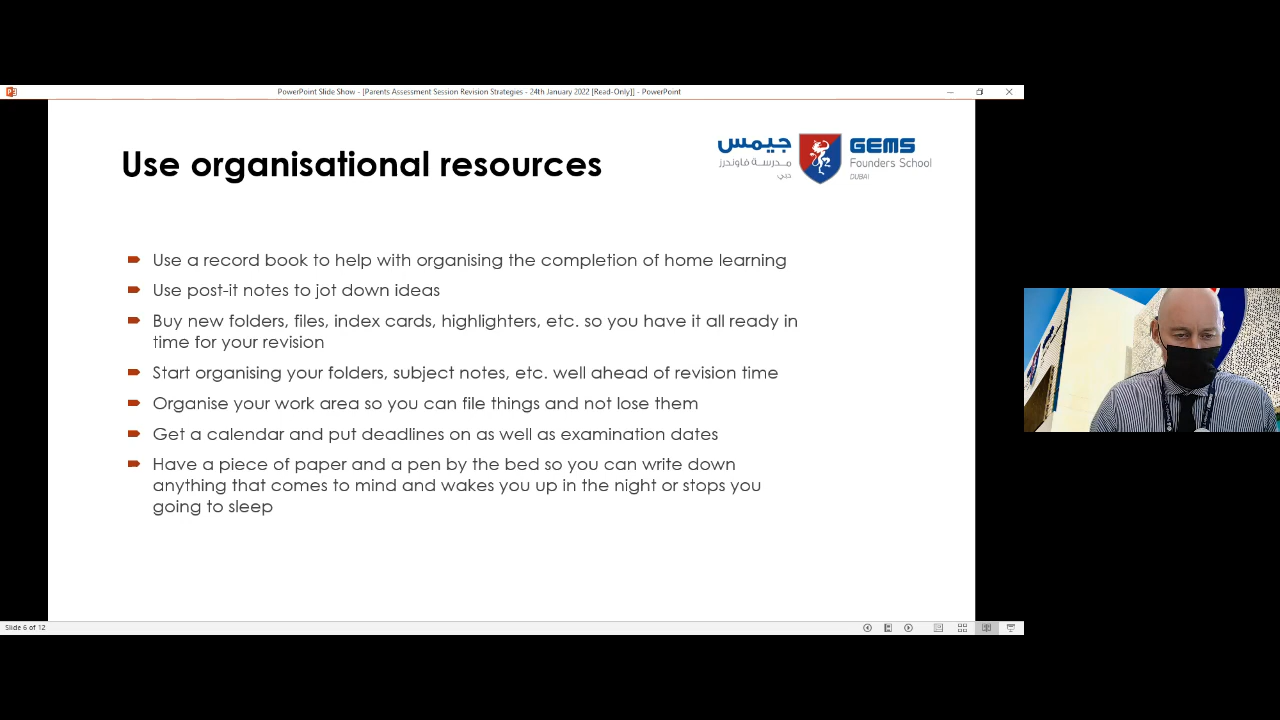 PowerPoint Slide Show - [Parents Assessment Session Revision Strategies - 24th January 2022 [Read-Only]] - PowerPoint
Use organisational resources
جيمس
مدرسة فاوندرز
دبي
GEMS
Founders School
DUBAI
Use a record book to help with organising the completion of home learning
Use post-it notes to jot down ideas
Buy new folders, files, index cards, highlighters, etc. so you have it all ready in
time for your revision
Start organising your folders, subject notes, etc. well ahead of revision time
Organise your work area so you can file things and not lose them
Get a calendar and put deadlines on as well as examination dates
Have a piece of paper and a pen by the bed so you can write down
anything that comes to mind and wakes you up in the night or stops you
going to sleep
Slide 6 of 12